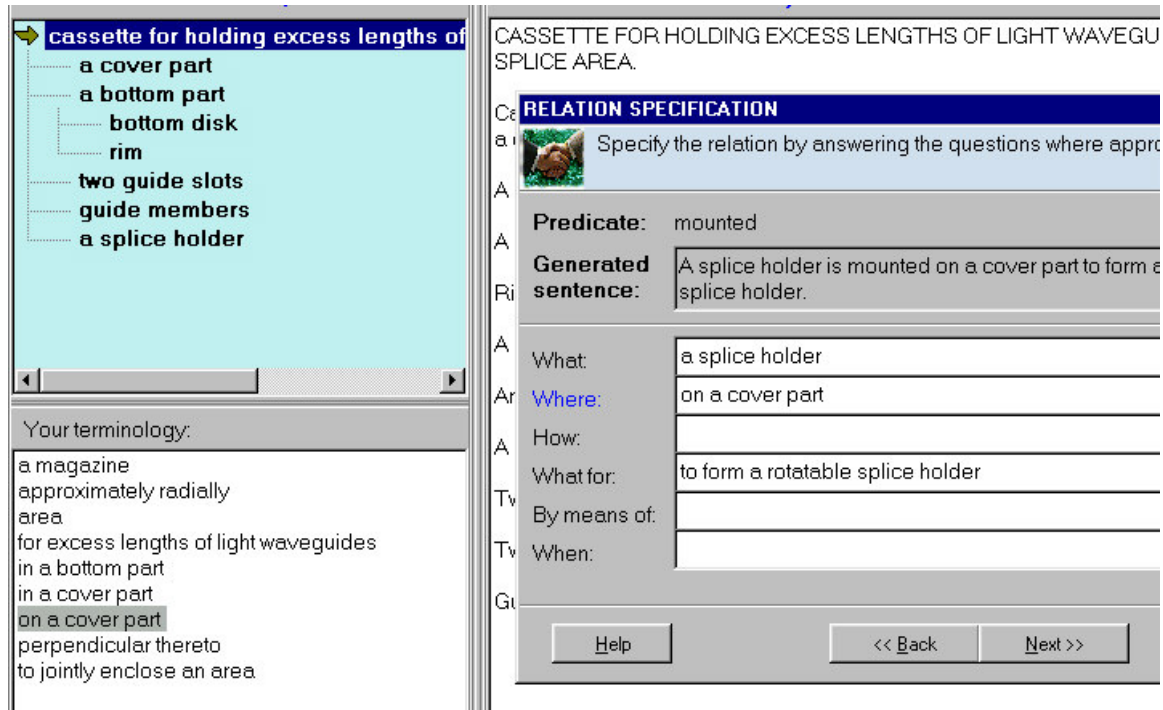 cassette for holding excess lengths of
a cover part
a bottom part
bottom disk
rim
two guide slots
guide members
a splice holder
Your terminology:
a magazine
approximately radially
area
for excess lengths of light waveguides
in a bottom part
in a cover part
on a cover part
perpendicular thereto
to jointly enclose an area
CASSETTE FOR HOLDING EXCESS LENGTHS OF LIGHT WAVEGU
SPLICE AREA.
RELATION SPECIFICATION
Specify the relation by answering the questions where appro
Predicate: mounted
Generated sentence: A splice holder is mounted on a cover part to form a
splice holder.
What: a splice holder
Where: on a cover part
How:
What for: to form a rotatable splice holder
By means of:
When:
Help << Back Next >>